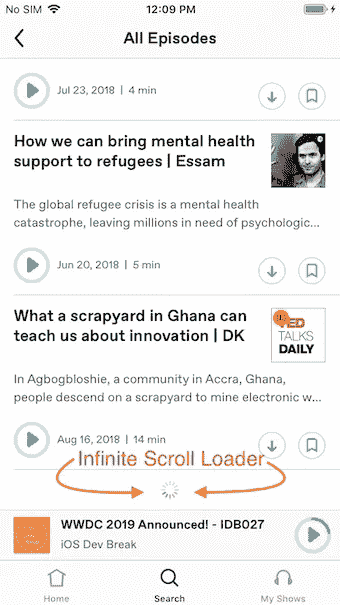 No SIM 12:09 PM
All Episodes
Jul 23, 2018 | 4 min
How we can bring mental health
support to refugees | Essam
The global refugee crisis is a mental health
catastrophe, leaving millions in need of psychologic...
Jun 20, 2018 | 5 min
What a scrapyard in Ghana can
teach us about innovation | DK
TED
TALKS
DAILY
In Agbogbloshie, a community in Accra, Ghana,
people descend on a scrapyard to mine electronic w...
Aug 16, 2018 | 14 min
Infinite Scroll Loader
WWDC 2019 Announced! - iDB027
iOS Dev Break
Home Search My Shows